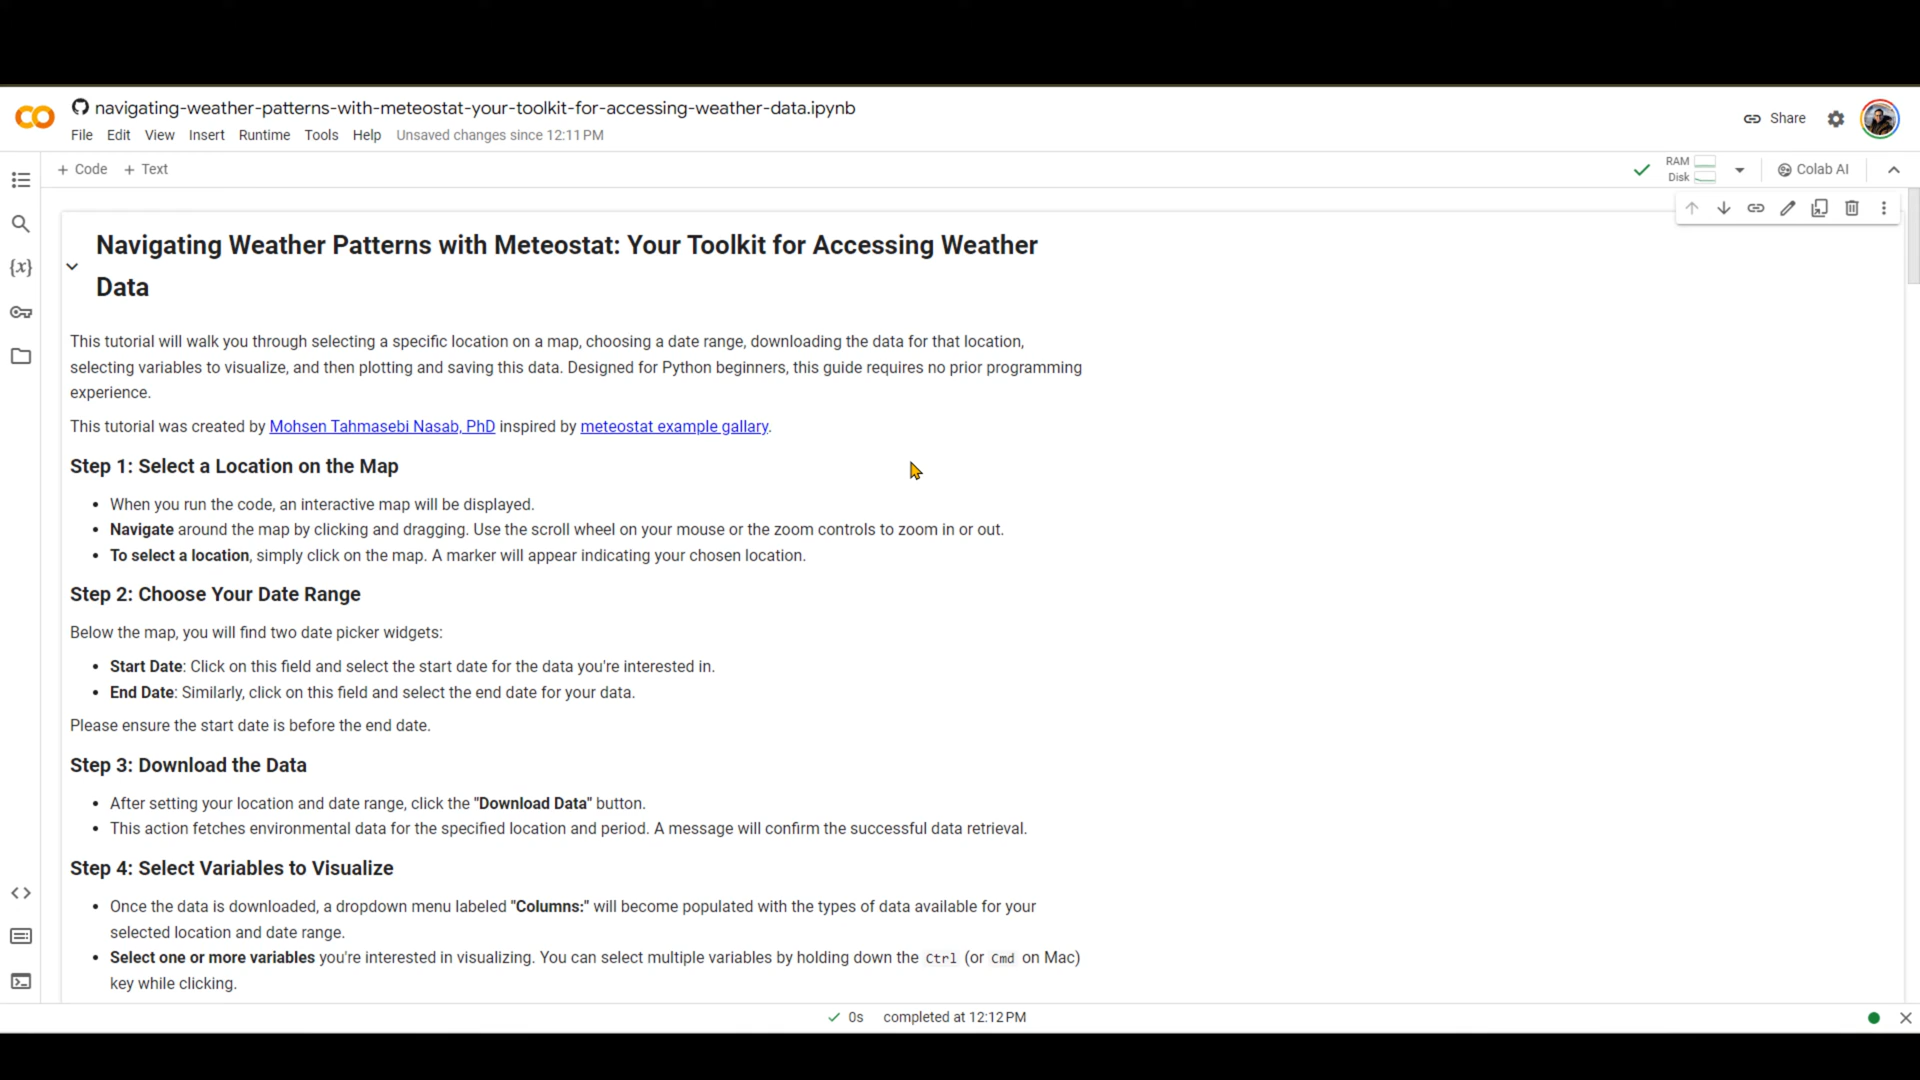 navigating-weather-patterns-with-meteostat-your-toolkit-for-accessing-weather-data.ipynb
File Edit View Insert Runtime Tools Help Unsaved changes since 12:11 PM
Share
+ Code + Text
RAM
Disk
Colab AI
Navigating Weather Patterns with Meteostat: Your Toolkit for Accessing Weather
Data
This tutorial will walk you through selecting a specific location on a map, choosing a date range, downloading the data for that location,
selecting variables to visualize, and then plotting and saving this data. Designed for Python beginners, this guide requires no prior programming
experience.
This tutorial was created by Mohsen Tahmasebi Nasab, PhD inspired by meteostat example gallary.
Step 1: Select a Location on the Map
• When you run the code, an interactive map will be displayed.
• Navigate around the map by clicking and dragging. Use the scroll wheel on your mouse or the zoom controls to zoom in or out.
• To select a location, simply click on the map. A marker will appear indicating your chosen location.
Step 2: Choose Your Date Range
Below the map, you will find two date picker widgets:
• Start Date: Click on this field and select the start date for the data you're interested in.
• End Date: Similarly, click on this field and select the end date for your data.
Please ensure the start date is before the end date.
Step 3: Download the Data
• After setting your location and date range, click the "Download Data" button.
• This action fetches environmental data for the specified location and period. A message will confirm the successful data retrieval.
Step 4: Select Variables to Visualize
• Once the data is downloaded, a dropdown menu labeled "Columns:" will become populated with the types of data available for your
selected location and date range.
• Select one or more variables you're interested in visualizing. You can select multiple variables by holding down the Ctrl (or Cmd on Mac)
key while clicking.
0s completed at 12:12 PM